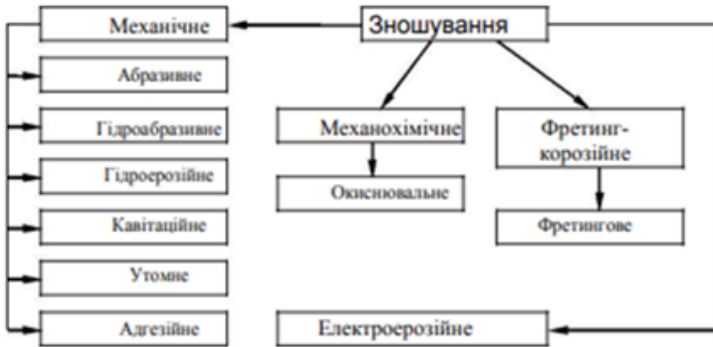 Механічне
Зношування
Абразивне
Гідроабразивне
Гідроерозійне
Кавітаційне
Утомне
Адгезійне
Механохімічне
Окиснювальне
Фретинг-
корозійне
Фретингове
Електроерозійне